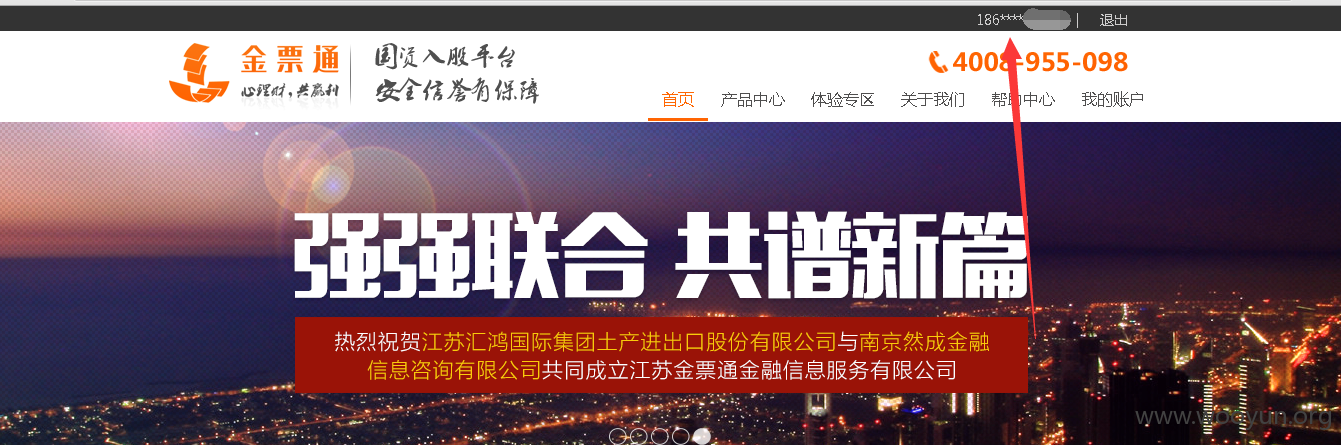 186**** | 退出
金票通
心理财,共赢利
国资入股平台
安全信誉有保障
4008-955-098
首页 产品中心 体验专区 关于我们 帮助中心 我的账户
强强联合 共谱新篇
热烈祝贺江苏汇鸿国际集团土产进出口股份有限公司与南京然成金融
信息咨询有限公司共同成立江苏金票通金融信息服务有限公司
www.wooyun.org